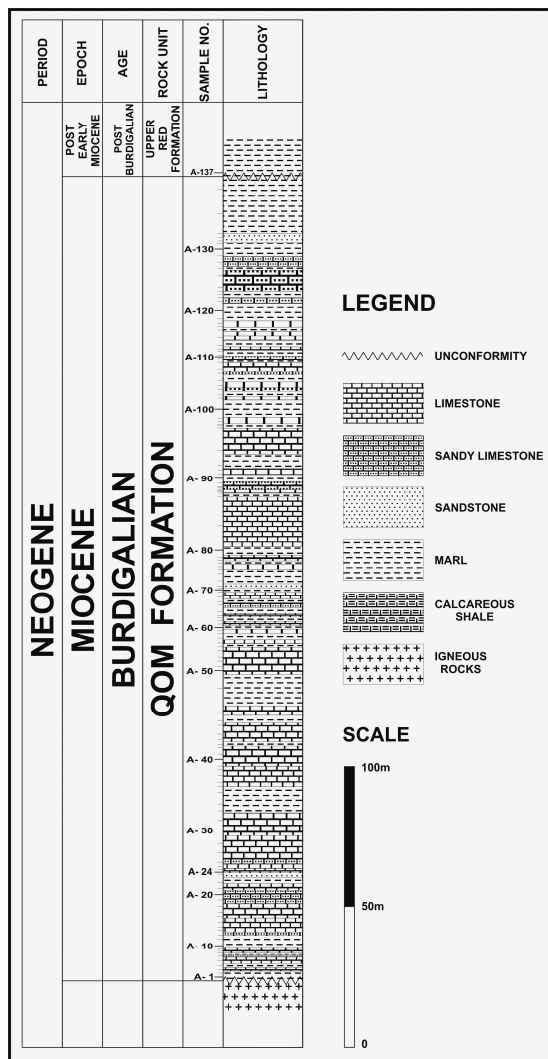 PERIOD
EPOCH
AGE
ROCK UNIT
SAMPLE NO.
LITHOLOGY
POST
EARLY
MIOCENE
POST
BURDIGALIAN
UPPER
RED
FORMATION
NEOGENE
MIOCENE
BURDIGALIAN
QOM FORMATION
A-137
A-130
A-120
A-110
A-100
A- 90
A- 80
A- 70
A- 60
A- 50
A- 40
A- 30
A- 24
A- 20
A- 10
A- 1
LEGEND
UNCONFORMITY
LIMESTONE
SANDY LIMESTONE
SANDSTONE
MARL
CALCAREOUS
SHALE
IGNEOUS
ROCKS
SCALE
100m
50m
0